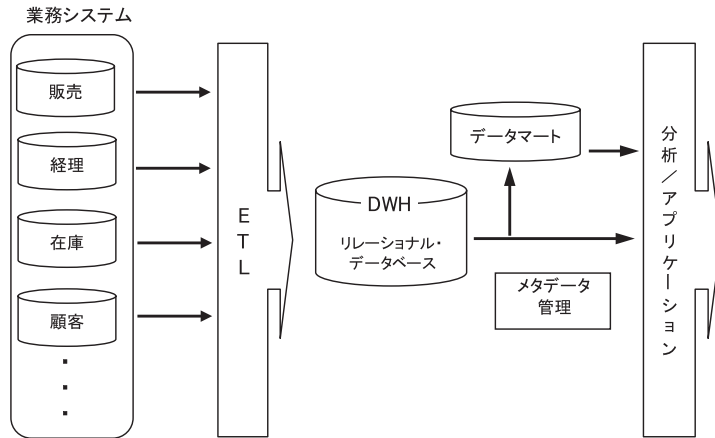 業務システム
販売
経理
在庫
顧客
・
・
・
ETL
DWH
リレーショナル・
データベース
データマート
メタデータ
管理
分析／アプリケーション